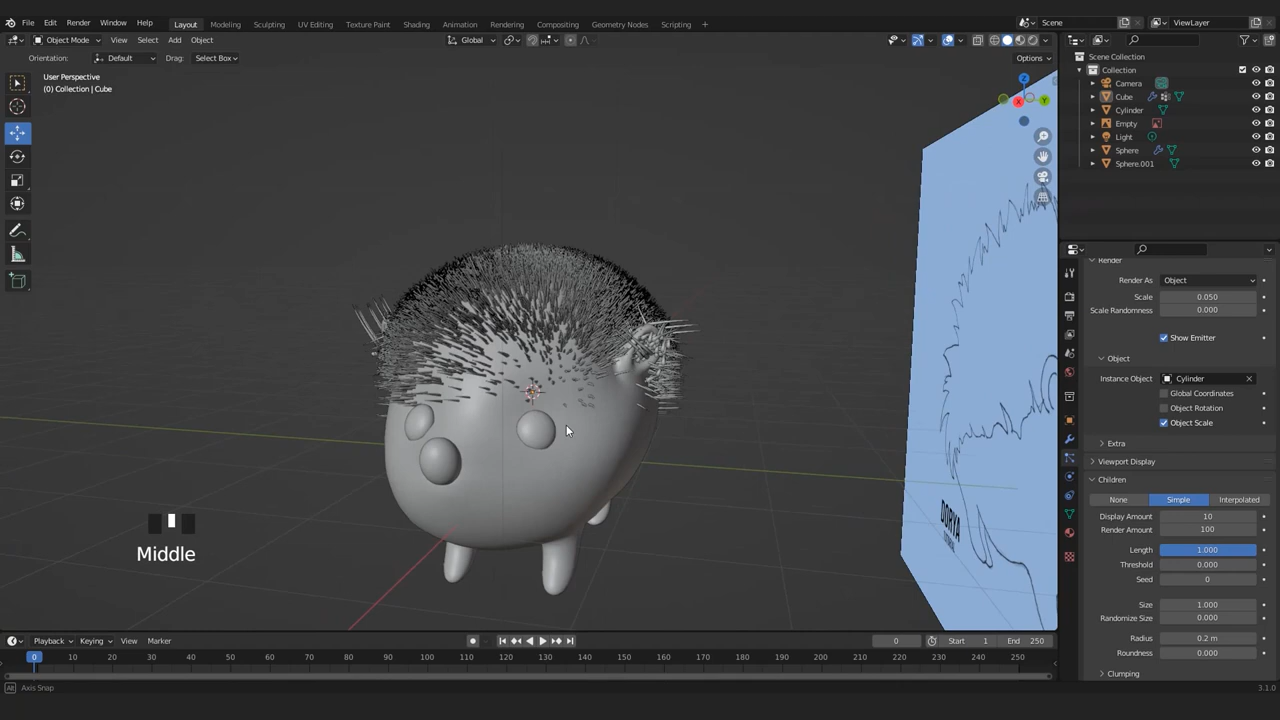 File Edit Render Window Help Layout Modeling Sculpting UV Editing Texture Paint Shading Animation Rendering Compositing Geometry Nodes Scripting + Scene ViewLayer
Object Mode View Select Add Object Global
Orientation: Default Drag: Select Box Options
User Perspective
(0) Collection | Cube
Scene Collection
Collection
Camera
Cube
Cylinder
Empty
Light
Sphere
Sphere.001
Z
X
Y
Render
Render As Object
Scale 0.050
Scale Randomness 0.000
Show Emitter
Object
Instance Object Cylinder
Global Coordinates
Object Rotation
Object Scale
Extra
Viewport Display
Children
None Simple Interpolated
Display Amount 10
Render Amount 100
Length 1.000
Threshold 0.000
Seed 0
Size 1.000
Randomize Size 0.000
Radius 0.2 m
Roundness 0.000
Clumping
DORYA
Middle
Playback Keying View Marker 0 Start 1 End 250
0 10 20 30 40 50 60 70 80 90 100 110 120 130 140 150 160 170 180 190 200 210 220 230 240 250
Alt Axis Snap 3.1.0